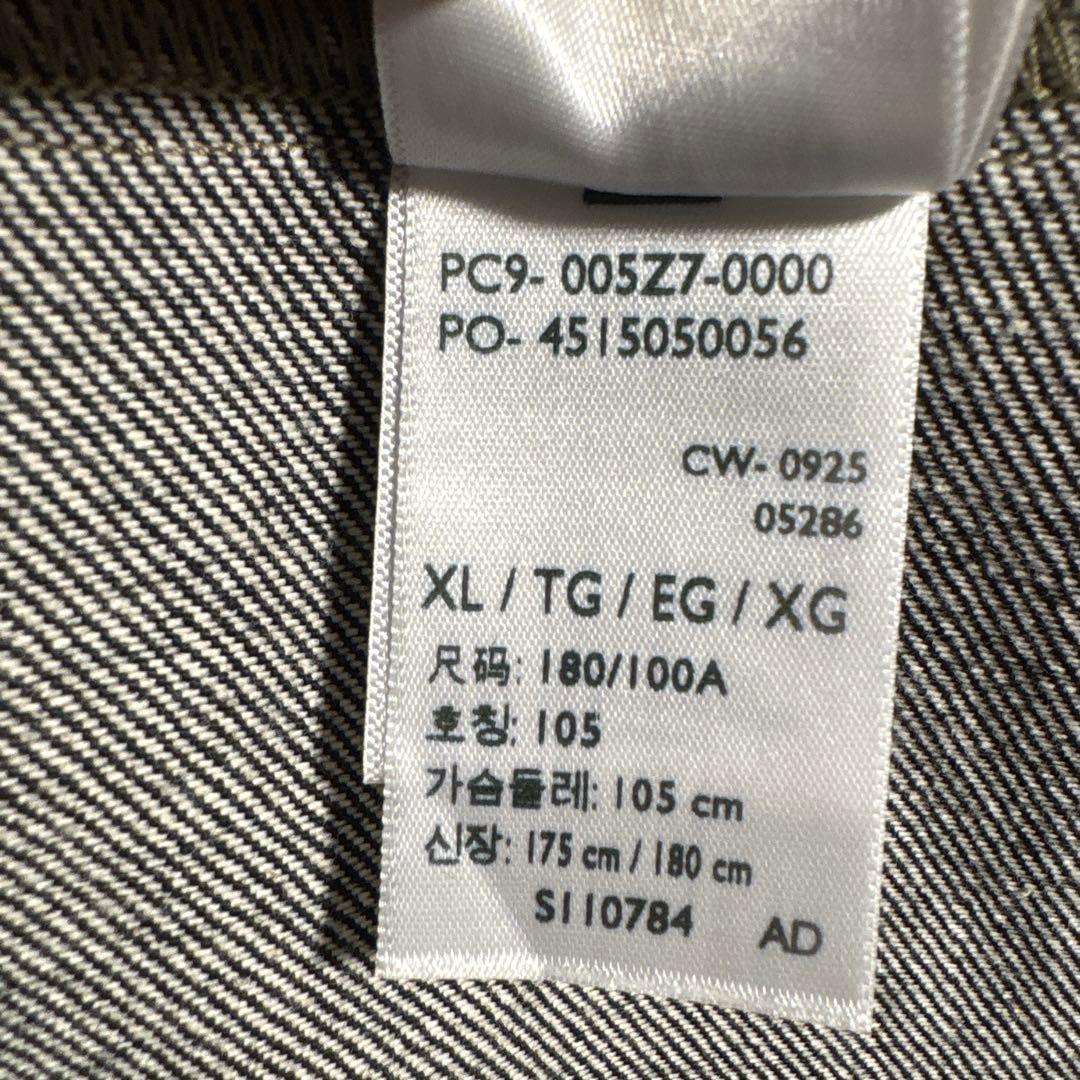 PC9- 005Z7-0000
PO- 4515050056
CW- 0925
05286
XL / TG / EG / XG
尺码: 180/100A
호칭: 105
가슴둘레: 105 cm
신장: 175 cm / 180 cm
S110784 AD